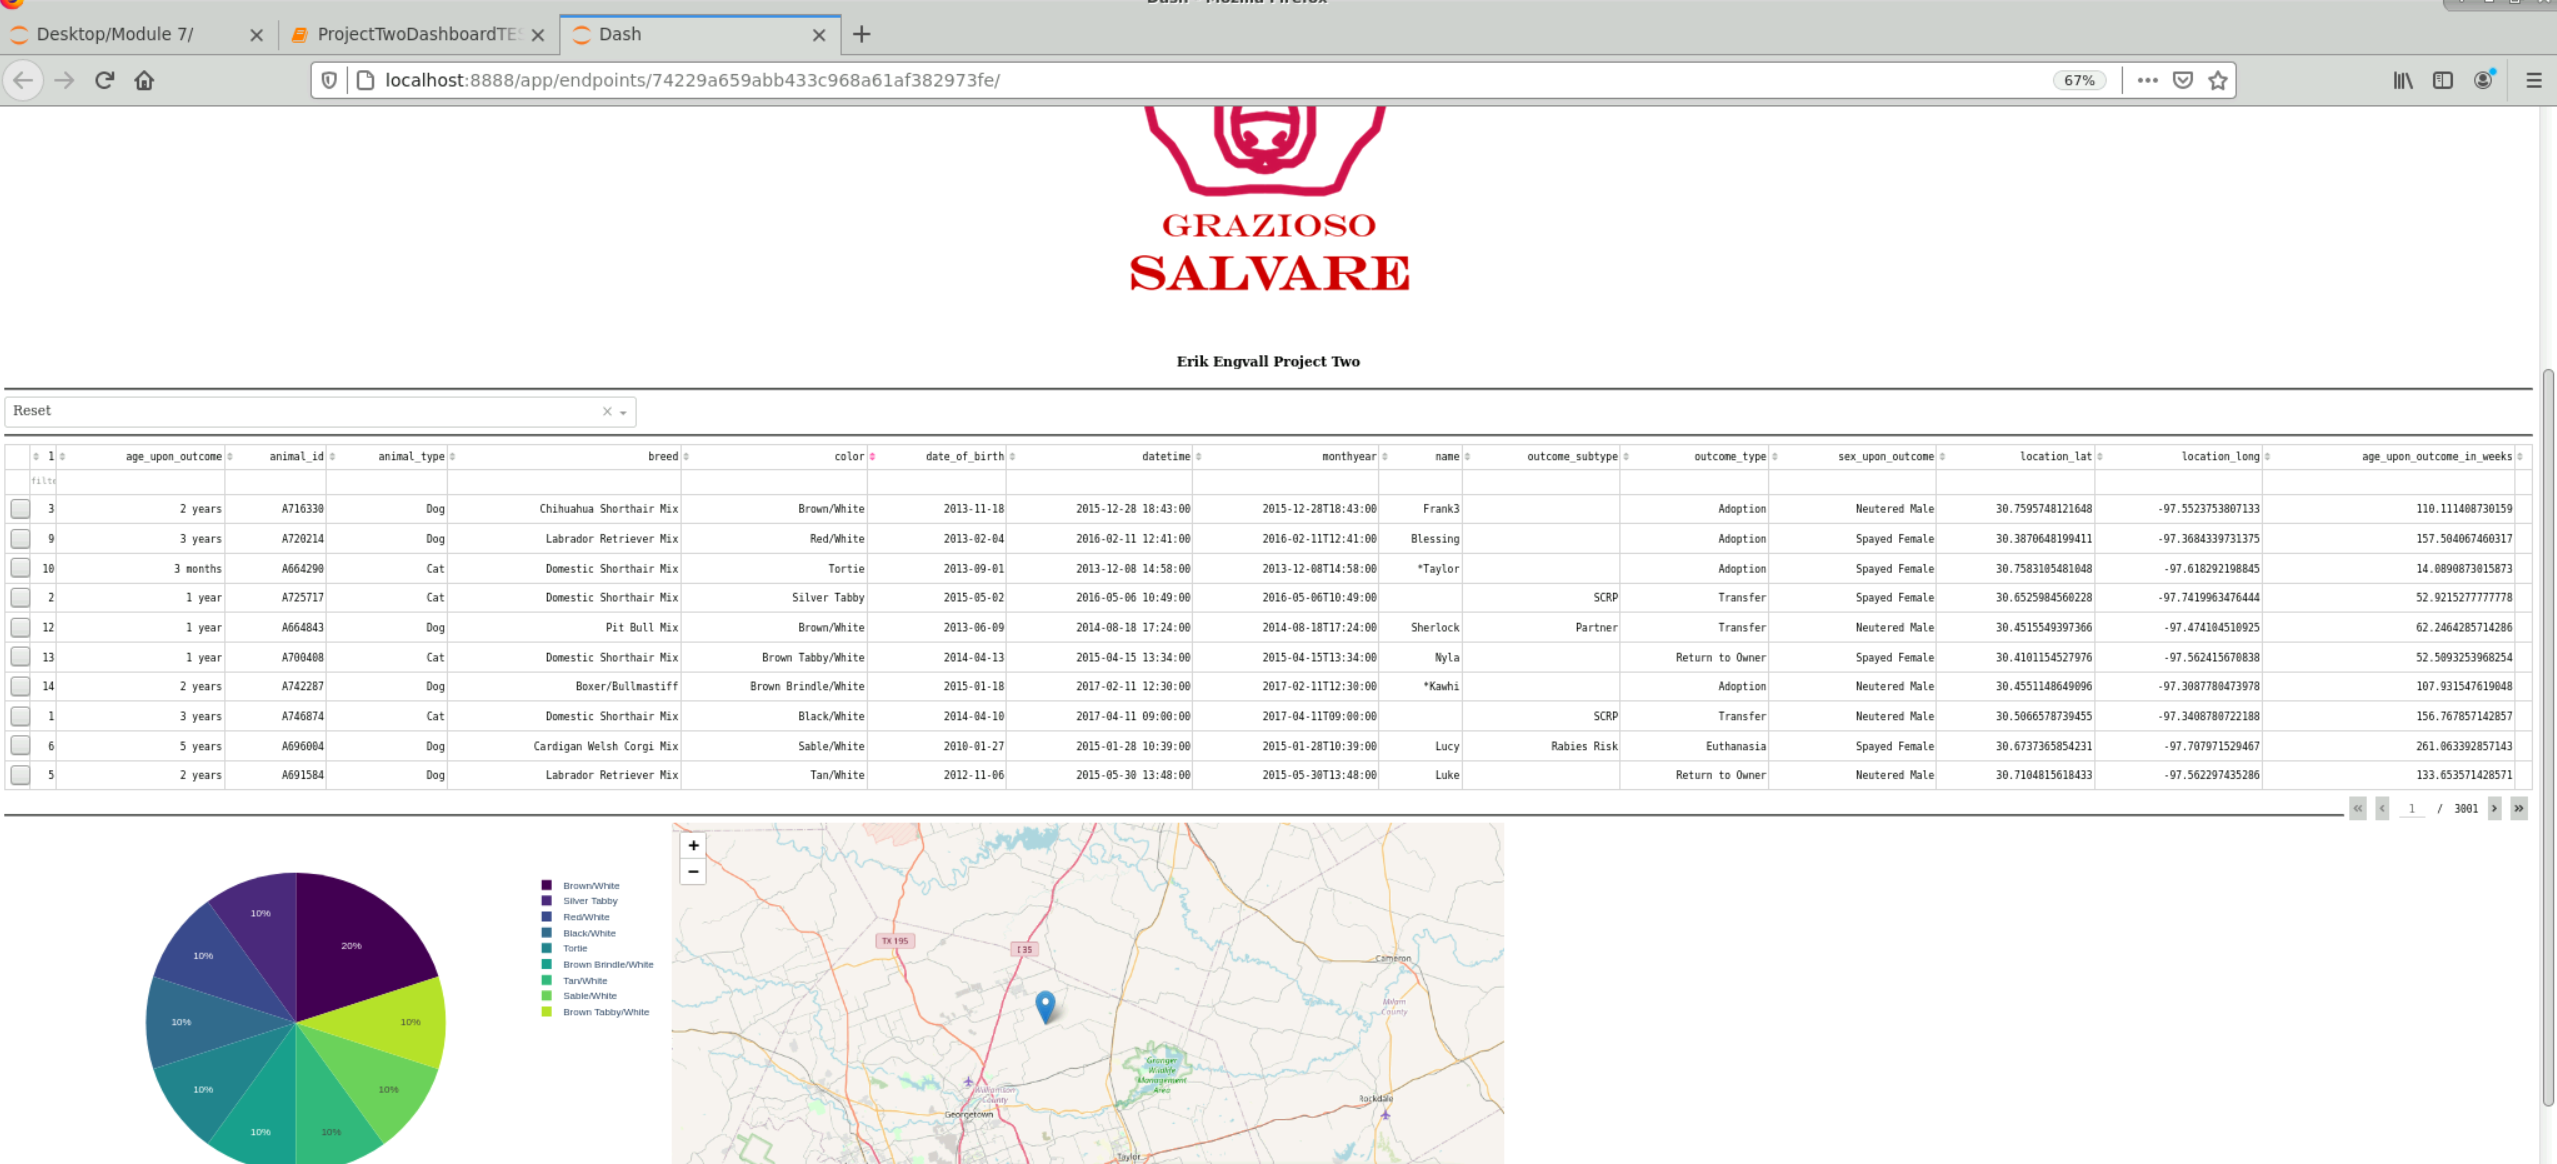 Dash - Mozilla Firefox
Desktop/Module 7/ ProjectTwoDashboardTES Dash
localhost:8888/app/endpoints/74229a659abb433c968a61af382973fe/ 67%
GRAZIOSO
SALVARE
Erik Engvall Project Two
Reset
1 age_upon_outcome animal_id animal_type breed color date_of_birth datetime monthyear name outcome_subtype outcome_type sex_upon_outcome location_lat location_long age_upon_outcome_in_weeks
filte
3 2 years A716330 Dog Chihuahua Shorthair Mix Brown/White 2013-11-18 2015-12-28 18:43:00 2015-12-28T18:43:00 Frank3 Adoption Neutered Male 30.7595748121648 -97.5523753807133 110.111408730159
9 3 years A720214 Dog Labrador Retriever Mix Red/White 2013-02-04 2016-02-11 12:41:00 2016-02-11T12:41:00 Blessing Adoption Spayed Female 30.3870648199411 -97.3684339731375 157.504067460317
10 3 months A664290 Cat Domestic Shorthair Mix Tortie 2013-09-01 2013-12-08 14:58:00 2013-12-08T14:58:00 *Taylor Adoption Spayed Female 30.7583105481048 -97.618292198845 14.0890873015873
2 1 year A725717 Cat Domestic Shorthair Mix Silver Tabby 2015-05-02 2016-05-06 10:49:00 2016-05-06T10:49:00 SCRP Transfer Spayed Female 30.6525984560228 -97.7419963476444 52.9215277777778
12 1 year A664843 Dog Pit Bull Mix Brown/White 2013-06-09 2014-08-18 17:24:00 2014-08-18T17:24:00 Sherlock Partner Transfer Neutered Male 30.4515549397366 -97.474104510925 62.2464285714286
13 1 year A700408 Cat Domestic Shorthair Mix Brown Tabby/White 2014-04-13 2015-04-15 13:34:00 2015-04-15T13:34:00 Nyla Return to Owner Spayed Female 30.4101154527976 -97.562415670838 52.5093253968254
14 2 years A742287 Dog Boxer/Bullmastiff Brown Brindle/White 2015-01-18 2017-02-11 12:30:00 2017-02-11T12:30:00 *Kawhi Adoption Neutered Male 30.4551148649096 -97.3087780473978 107.931547619048
1 3 years A746874 Cat Domestic Shorthair Mix Black/White 2014-04-10 2017-04-11 09:00:00 2017-04-11T09:00:00 SCRP Transfer Neutered Male 30.5066578739455 -97.3408780722188 156.767857142857
6 5 years A696004 Dog Cardigan Welsh Corgi Mix Sable/White 2010-01-27 2015-01-28 10:39:00 2015-01-28T10:39:00 Lucy Rabies Risk Euthanasia Spayed Female 30.6737365854231 -97.707971529467 261.063392857143
5 2 years A691584 Dog Labrador Retriever Mix Tan/White 2012-11-06 2015-05-30 13:48:00 2015-05-30T13:48:00 Luke Return to Owner Neutered Male 30.7104815618433 -97.562297435286 133.653571428571
« ‹ 1 / 3001 › »
Brown/White
Silver Tabby
Red/White
Black/White
Tortie
Brown Brindle/White
Tan/White
Sable/White
Brown Tabby/White
10%
20%
10%
10%
10%
10%
10%
10%
10%
+
−
TX 195
I 35
Cameron
Milam
County
Granger
Wildlife
Management
Area
Williamson
County
Georgetown
Rockdale
Taylor